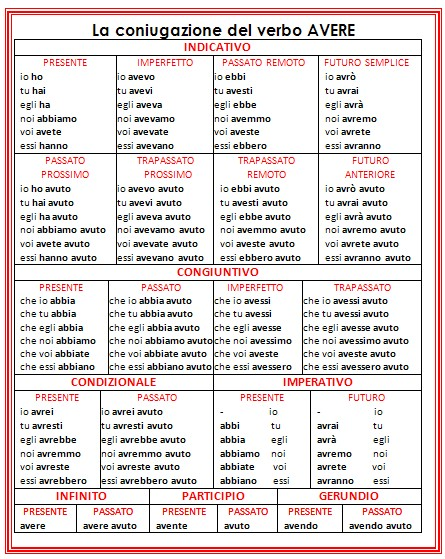 La coniugazione del verbo AVERE
INDICATIVO
PRESENTE IMPERFETTO PASSATO REMOTO FUTURO SEMPLICE
io ho io avevo io ebbi io avrò
tu hai tu avevi tu avesti tu avrai
egli ha egli aveva egli ebbe egli avrà
noi abbiamo noi avevamo noi avemmo noi avremo
voi avete voi avevate voi aveste voi avrete
essi hanno essi avevano essi ebbero essi avranno
PASSATO TRAPASSATO TRAPASSATO FUTURO
PROSSIMO PROSSIMO REMOTO ANTERIORE
io ho avuto io avevo avuto io ebbi avuto io avrò avuto
tu hai avuto tu avevi avuto tu avesti avuto tu avrai avuto
egli ha avuto egli aveva avuto egli ebbe avuto egli avrà avuto
noi abbiamo avuto noi avevamo avuto noi avemmo avuto noi avremo avuto
voi avete avuto voi avevate avuto voi aveste avuto voi avrete avuto
essi hanno avuto essi avevano avuto essi ebbero avuto essi avranno avuto
CONGIUNTIVO
PRESENTE PASSATO IMPERFETTO TRAPASSATO
che io abbia che io abbia avuto che io avessi che io avessi avuto
che tu abbia che tu abbia avuto che tu avessi che tu avessi avuto
che egli abbia che egli abbia avuto che egli avesse che egli avesse avuto
che noi abbiamo che noi abbiamo avuto che noi avessimo che noi avessimo avuto
che voi abbiate che voi abbiate avuto che voi aveste che voi aveste avuto
che essi abbiano che essi abbiano avuto che essi avessero che essi avessero avuto
CONDIZIONALE IMPERATIVO
PRESENTE PASSATO PRESENTE FUTURO
io avrei io avrei avuto - io - io
tu avresti tu avresti avuto abbi tu avrai tu
egli avrebbe egli avrebbe avuto abbia egli avrà egli
noi avremmo noi avremmo avuto abbiamo noi avremo noi
voi avreste voi avreste avuto abbiate voi avrete voi
essi avrebbero essi avrebbero avuto abbiano essi avranno essi
INFINITO PARTICIPIO GERUNDIO
PRESENTE PASSATO PRESENTE PASSATO PRESENTE PASSATO
avere avere avuto avente avuto avendo avendo avuto